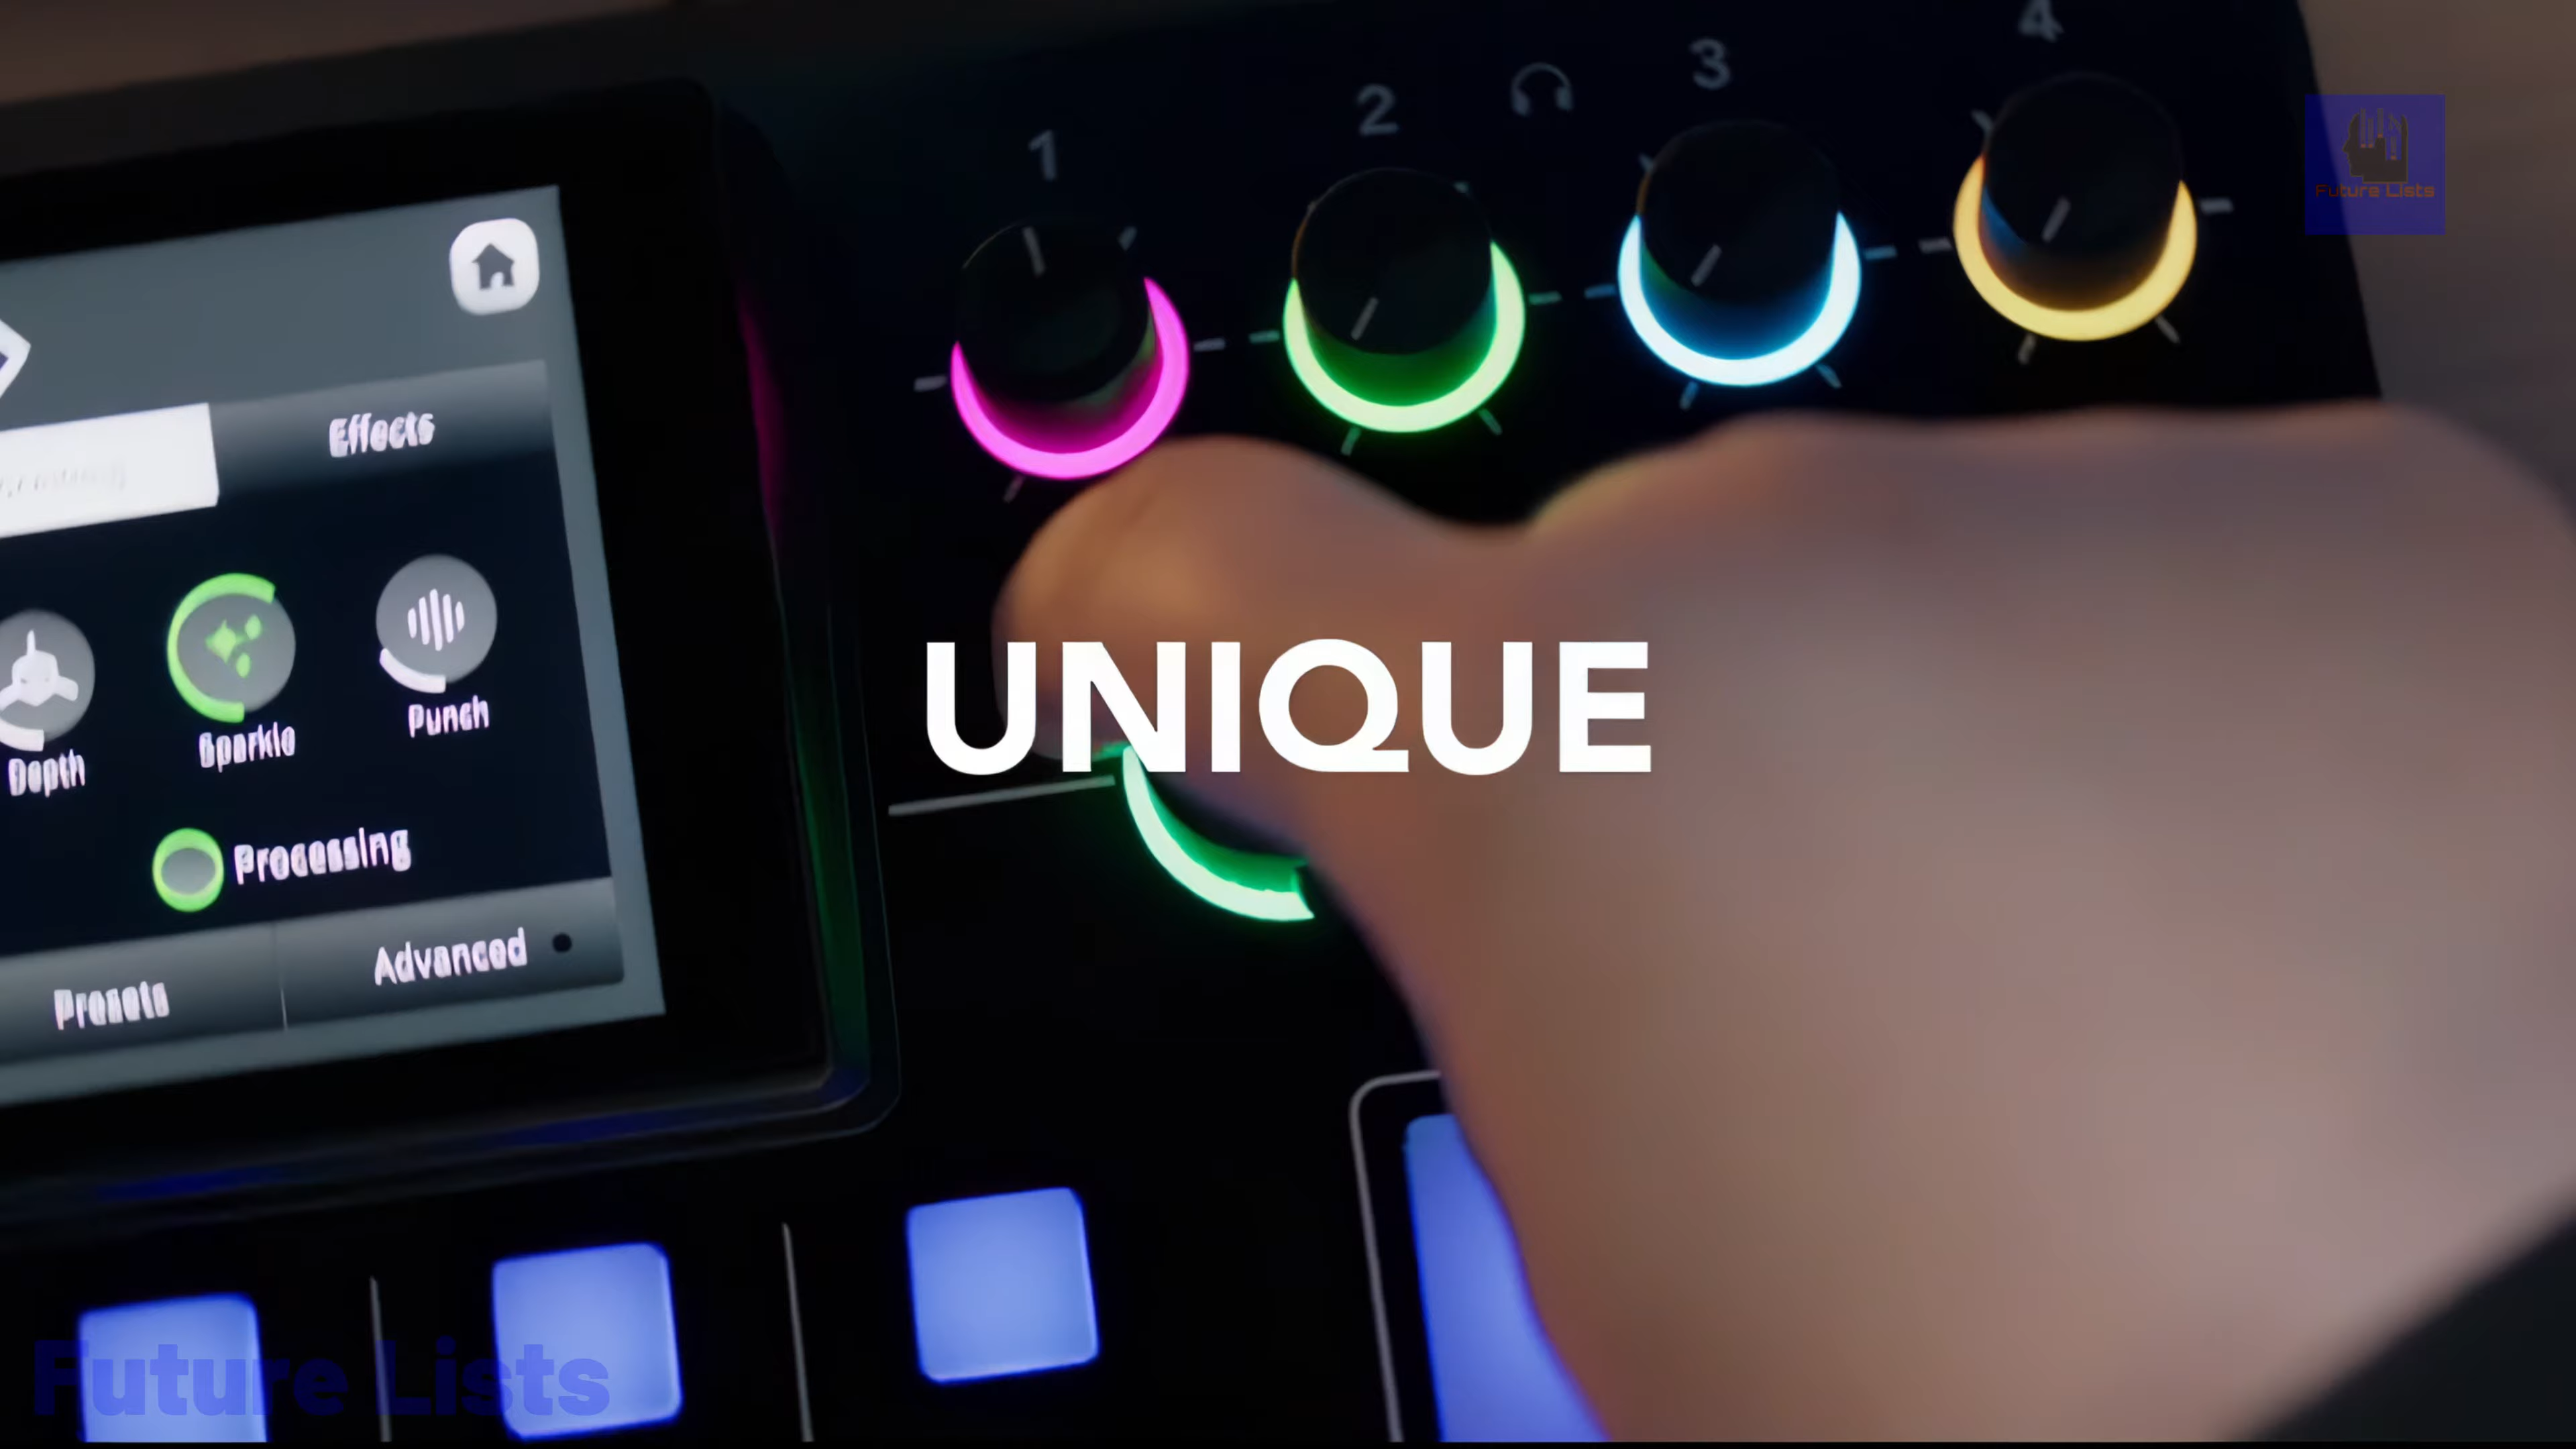 1 2 3 4
Future Lists
Effects
Depth
Sparkle
Punch
UNIQUE
Processing
Presets
Advanced
Future Lists